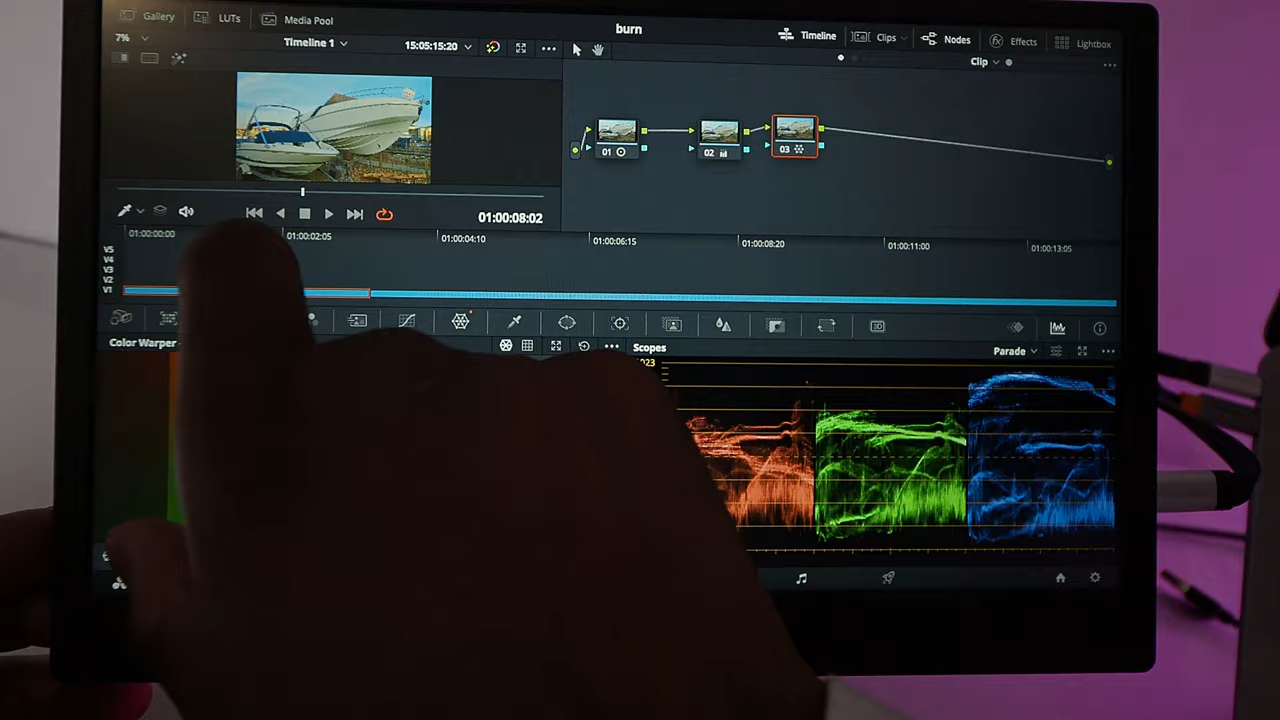 Gallery LUTs Media Pool burn Timeline Clips Nodes Effects Lightbox
7% Timeline 1 15:05:15:20 Clip
01 02 03
01:00:08:02
01:00:00:00 01:00:02:05 01:00:04:10 01:00:06:15 01:00:08:20 01:00:11:00 01:00:13:05
V5
V4
V3
V2
V1
3D
Color Warper Scopes Parade
1023